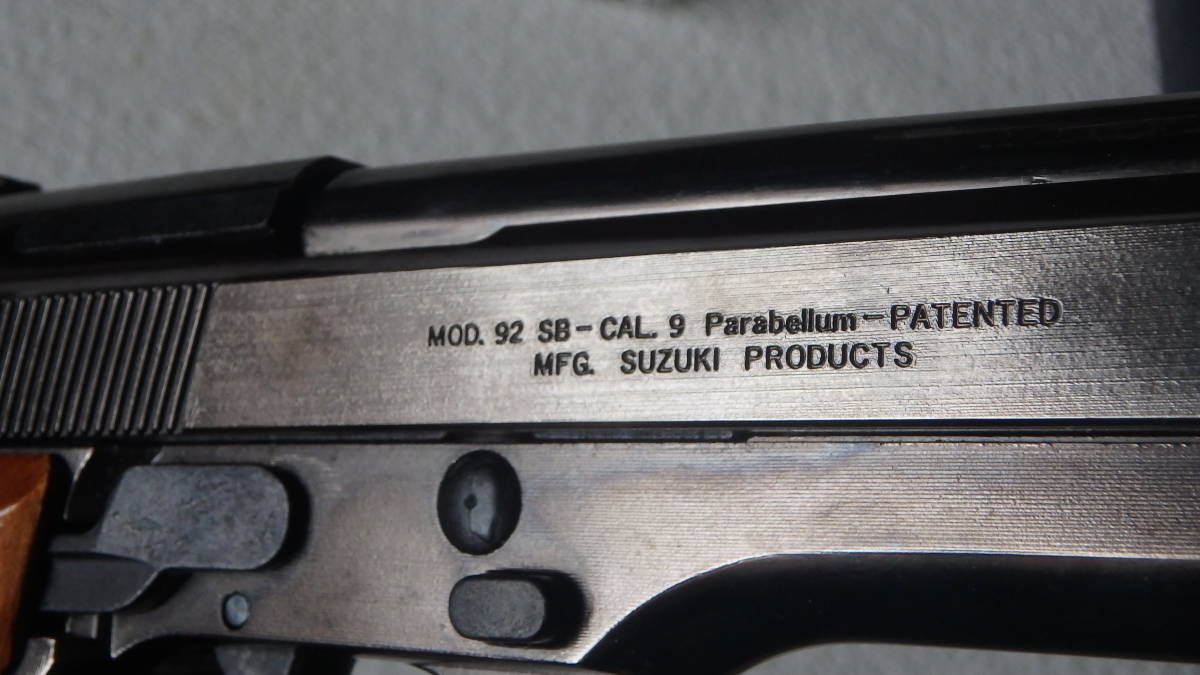 MOD. 92 SB-CAL. 9 Parabellum-PATENTED
MFG. SUZUKI PRODUCTS